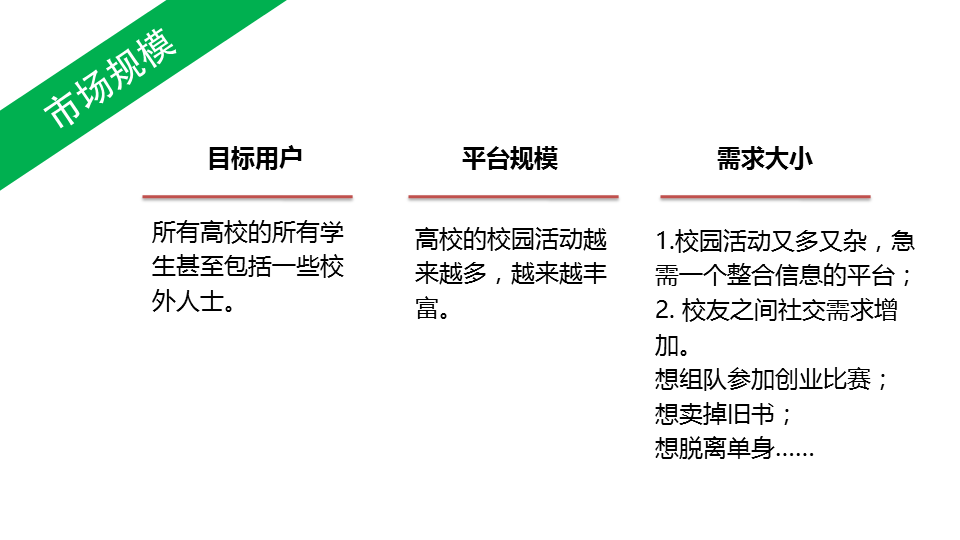 市场规模
目标用户
所有高校的所有学
生甚至包括一些校
外人士。
平台规模
高校的校园活动越
来越多，越来越丰
富。
需求大小
1.校园活动又多又杂，急
需一个整合信息的平台；
2. 校友之间社交需求增
加。
想组队参加创业比赛；
想卖掉旧书；
想脱离单身……